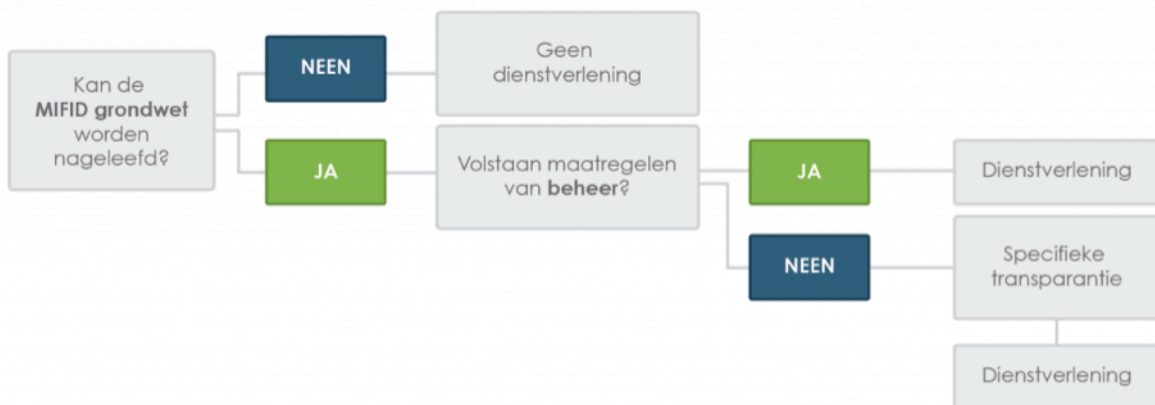 Kan de
MIFID grondwet
worden
nageleefd?
NEEN
Geen
dienstverlening
JA
Volstaan maatregelen
van beheer?
JA
Dienstverlening
NEEN
Specifieke
transparantie
Dienstverlening